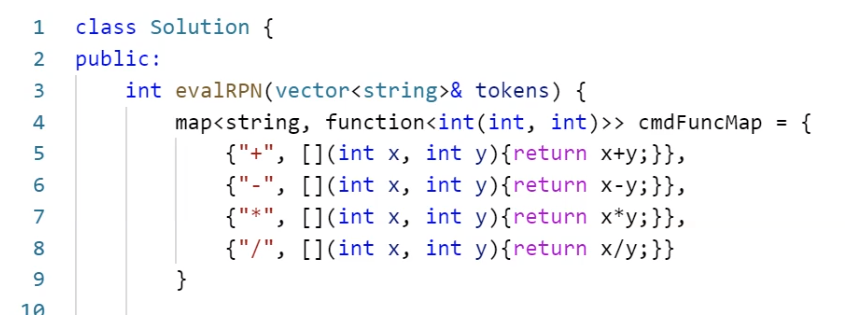 1 class Solution {
2 public:
3     int evalRPN(vector<string>& tokens) {
4         map<string, function<int(int, int)>> cmdFuncMap = {
5             {"+", [](int x, int y){return x+y;}},
6             {"-", [](int x, int y){return x-y;}},
7             {"*", [](int x, int y){return x*y;}},
8             {"/", [](int x, int y){return x/y;}}
9         }
10